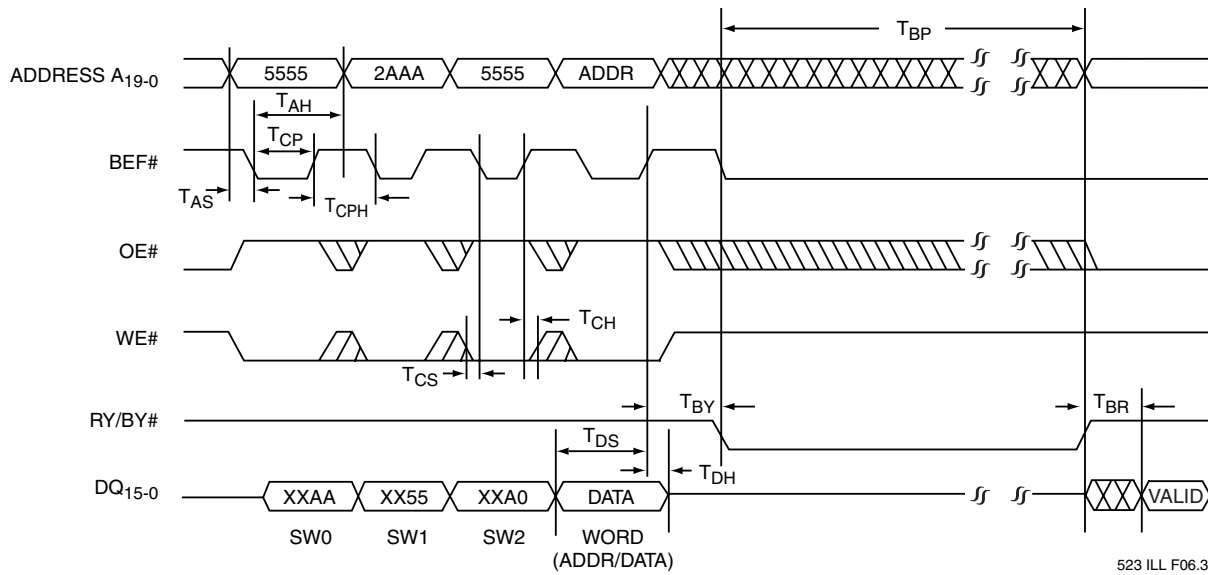 T_BP
ADDRESS A19-0
5555
2AAA
5555
ADDR
T_AH
T_CP
BEF#
T_AS
T_CPH
OE#
WE#
T_CH
T_CS
T_BY
T_BR
RY/BY#
T_DS
T_DH
DQ15-0
XXAA
XX55
XXA0
DATA
VALID
SW0
SW1
SW2
WORD
(ADDR/DATA)
523 ILL F06.3